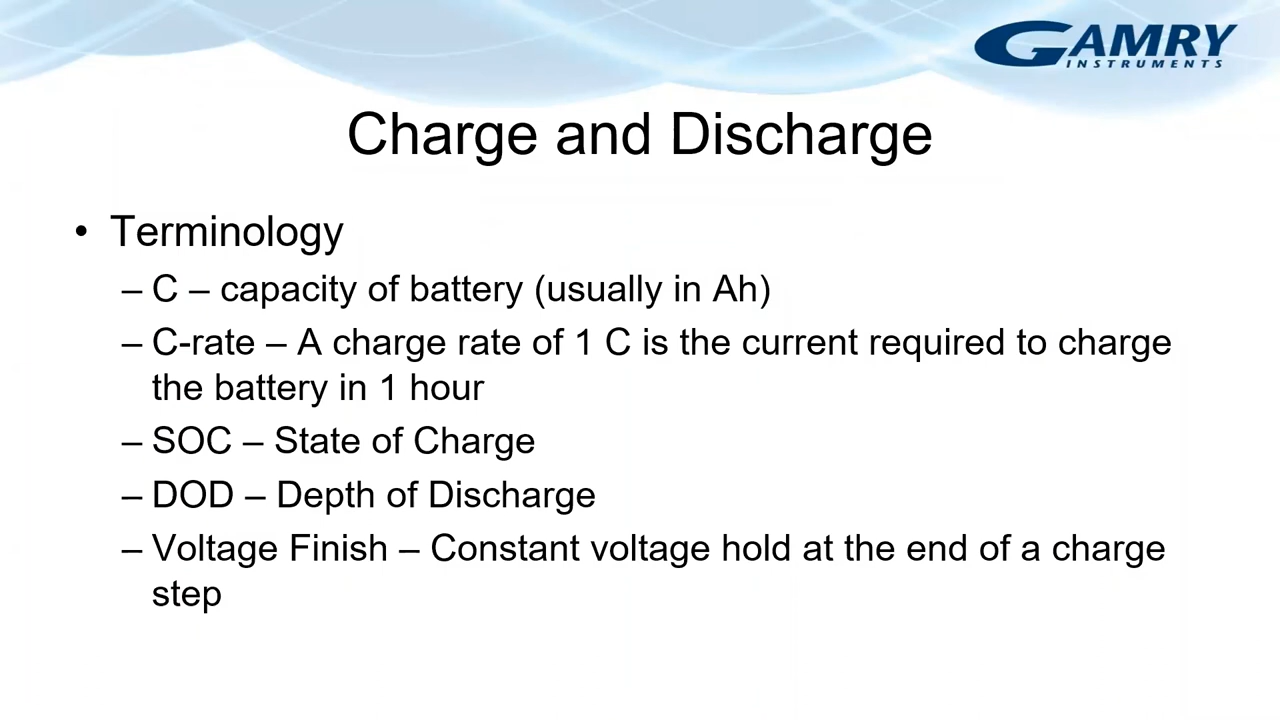 GAMRY
INSTRUMENTS
Charge and Discharge
• Terminology
– C – capacity of battery (usually in Ah)
– C-rate – A charge rate of 1 C is the current required to charge
the battery in 1 hour
– SOC – State of Charge
– DOD – Depth of Discharge
– Voltage Finish – Constant voltage hold at the end of a charge
step